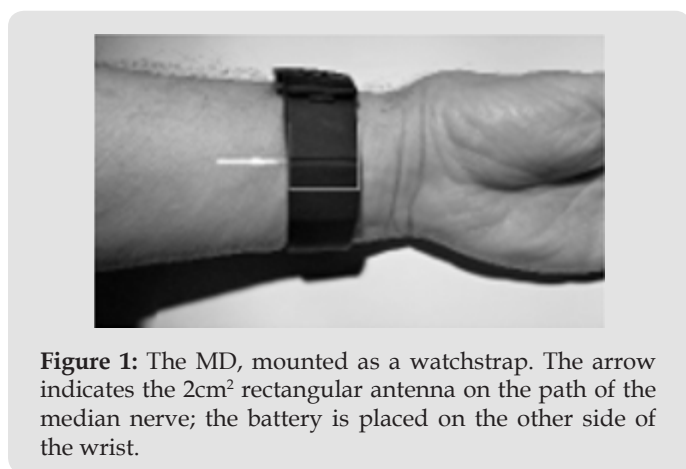 Figure 1: The MD, mounted as a watchstrap. The arrow
indicates the 2cm² rectangular antenna on the path of the
median nerve; the battery is placed on the other side of
the wrist.